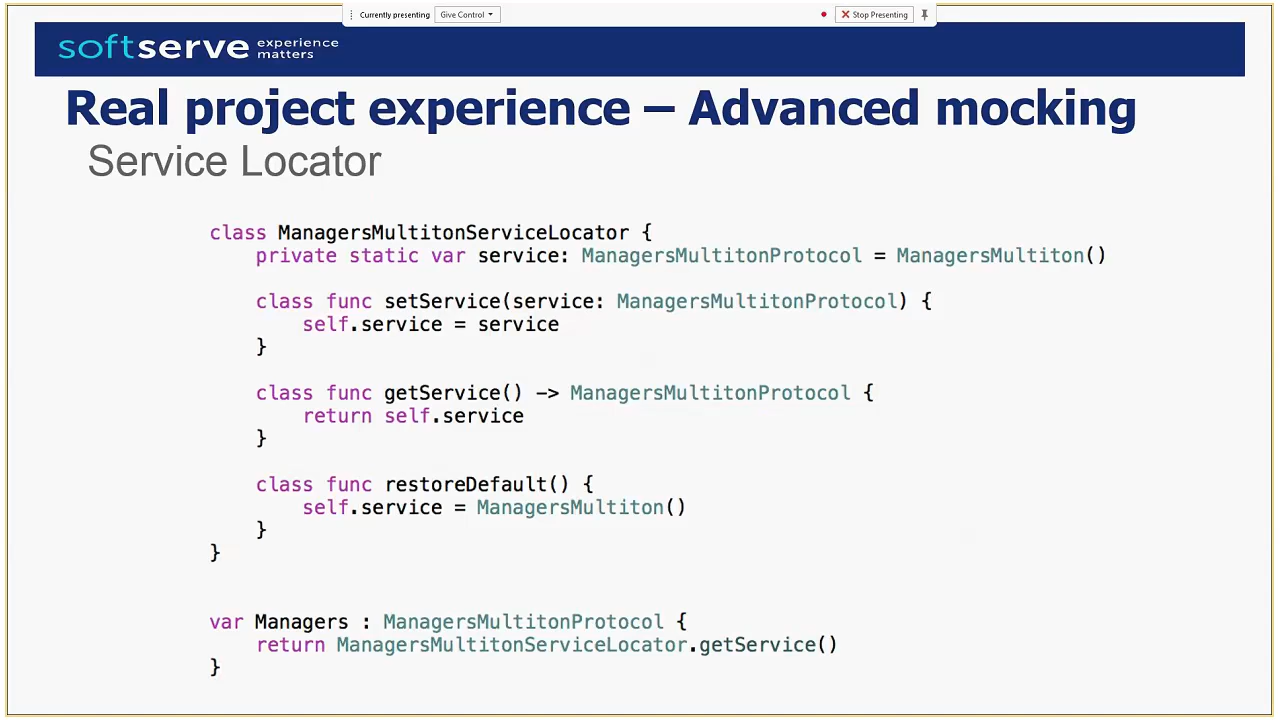 Currently presenting Give Control Stop Presenting
softserve experience matters
Real project experience – Advanced mocking
Service Locator
class ManagersMultitonServiceLocator {
private static var service: ManagersMultitonProtocol = ManagersMultiton()
class func setService(service: ManagersMultitonProtocol) {
self.service = service
}
class func getService() -> ManagersMultitonProtocol {
return self.service
}
class func restoreDefault() {
self.service = ManagersMultiton()
}
}
var Managers : ManagersMultitonProtocol {
return ManagersMultitonServiceLocator.getService()
}